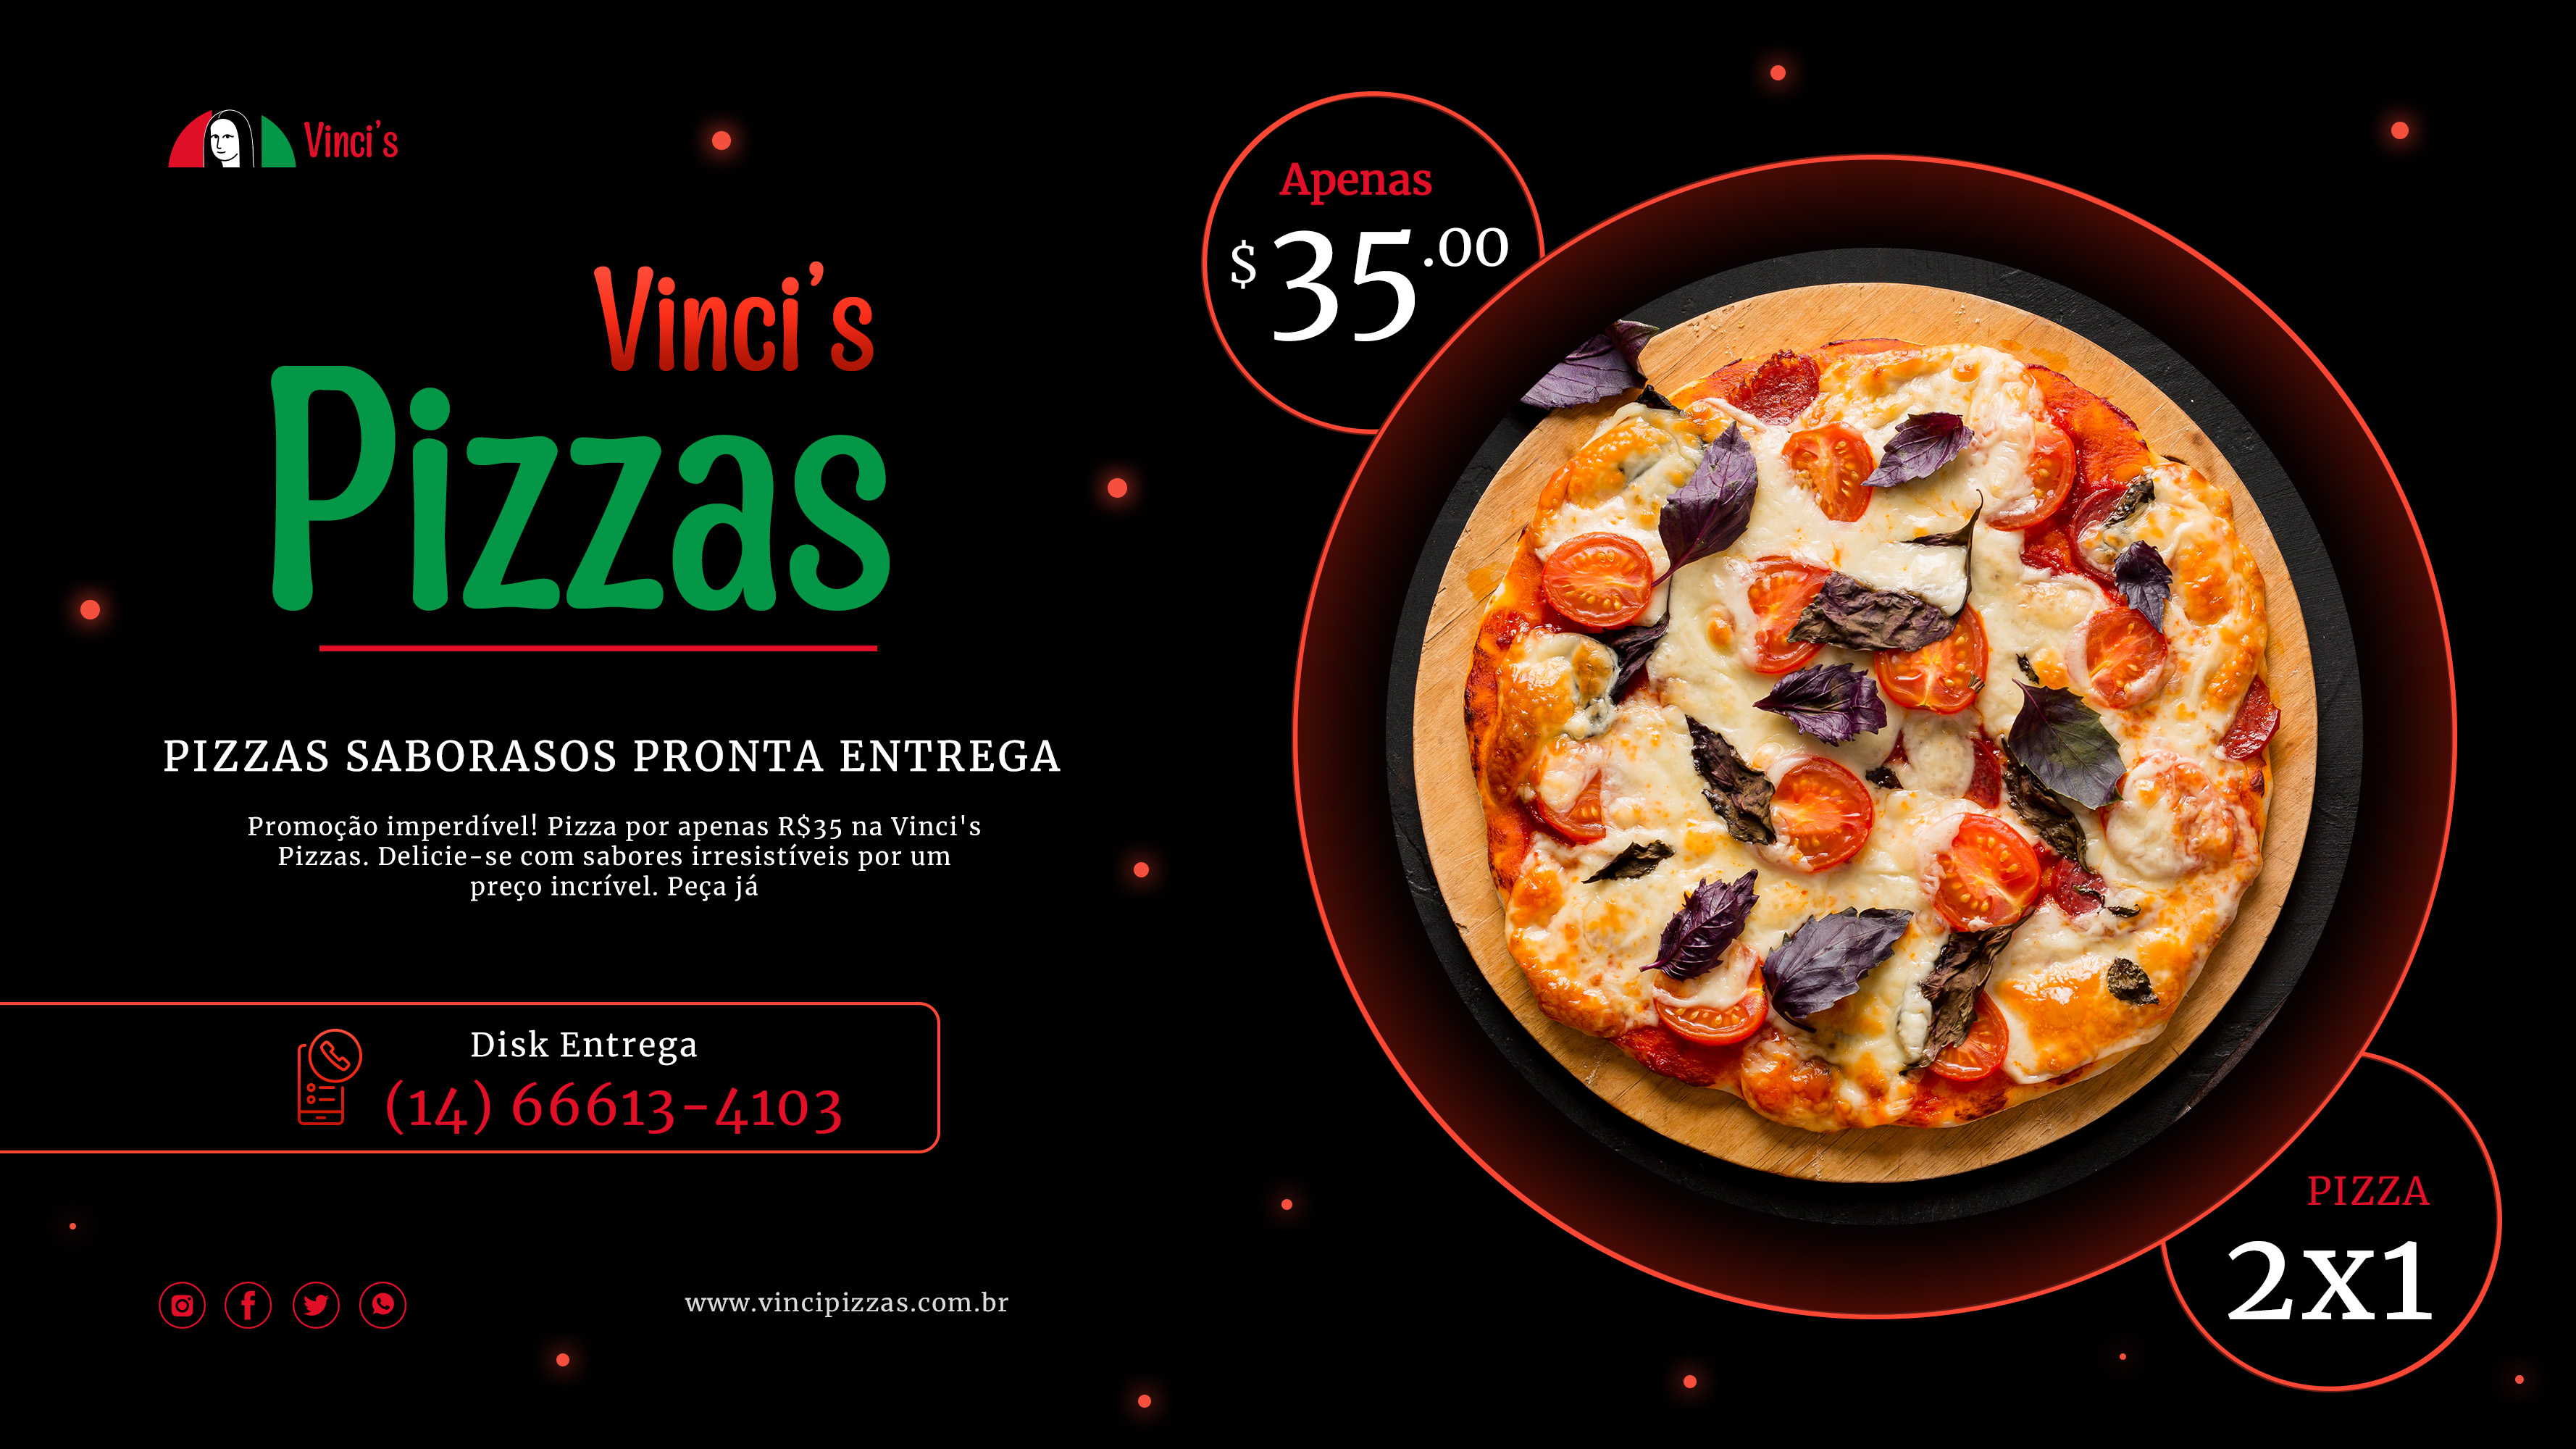 Vinci's
Vinci's
Pizzas
PIZZAS SABORASOS PRONTA ENTREGA
Promoção imperdível! Pizza por apenas R$35 na Vinci's
Pizzas. Delicie-se com sabores irresistíveis por um
preço incrível. Peça já
Disk Entrega
(14) 66613-4103
www.vincipizzas.com.br
Apenas
$35.00
PIZZA
2x1